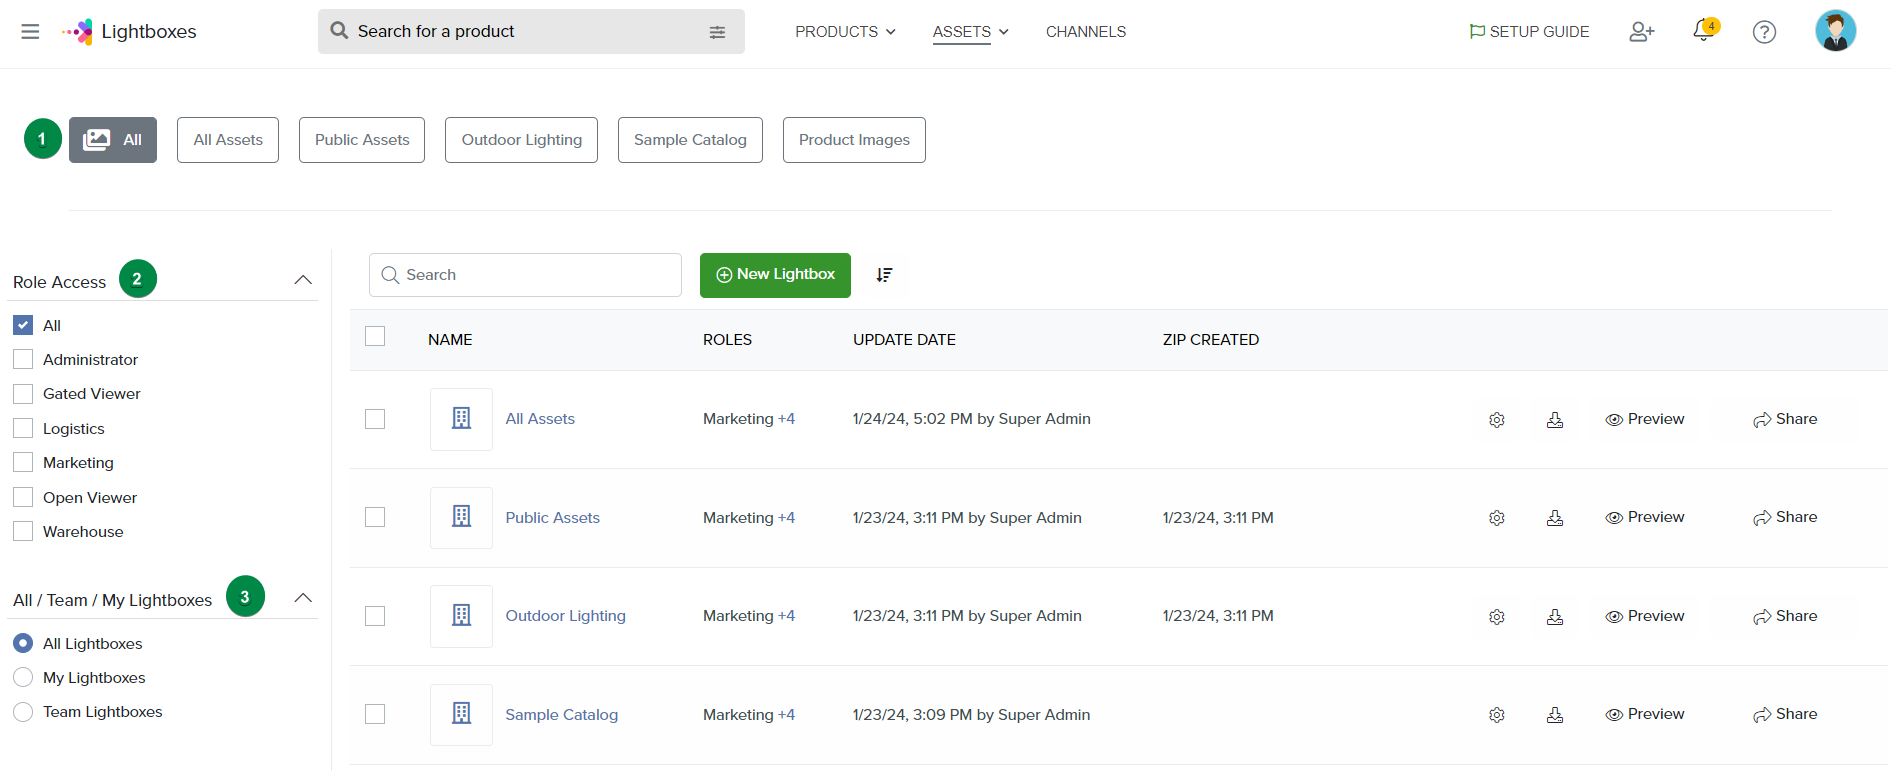 Lightboxes
Search for a product
PRODUCTS
ASSETS
CHANNELS
SETUP GUIDE
4
?
1
All
All Assets
Public Assets
Outdoor Lighting
Sample Catalog
Product Images
Role Access
2
All
Administrator
Gated Viewer
Logistics
Marketing
Open Viewer
Warehouse
All / Team / My Lightboxes
3
All Lightboxes
My Lightboxes
Team Lightboxes
Search
New Lightbox
NAME ROLES UPDATE DATE ZIP CREATED
All Assets Marketing +4 1/24/24, 5:02 PM by Super Admin Preview Share
Public Assets Marketing +4 1/23/24, 3:11 PM by Super Admin 1/23/24, 3:11 PM Preview Share
Outdoor Lighting Marketing +4 1/23/24, 3:11 PM by Super Admin 1/23/24, 3:11 PM Preview Share
Sample Catalog Marketing +4 1/23/24, 3:09 PM by Super Admin Preview Share